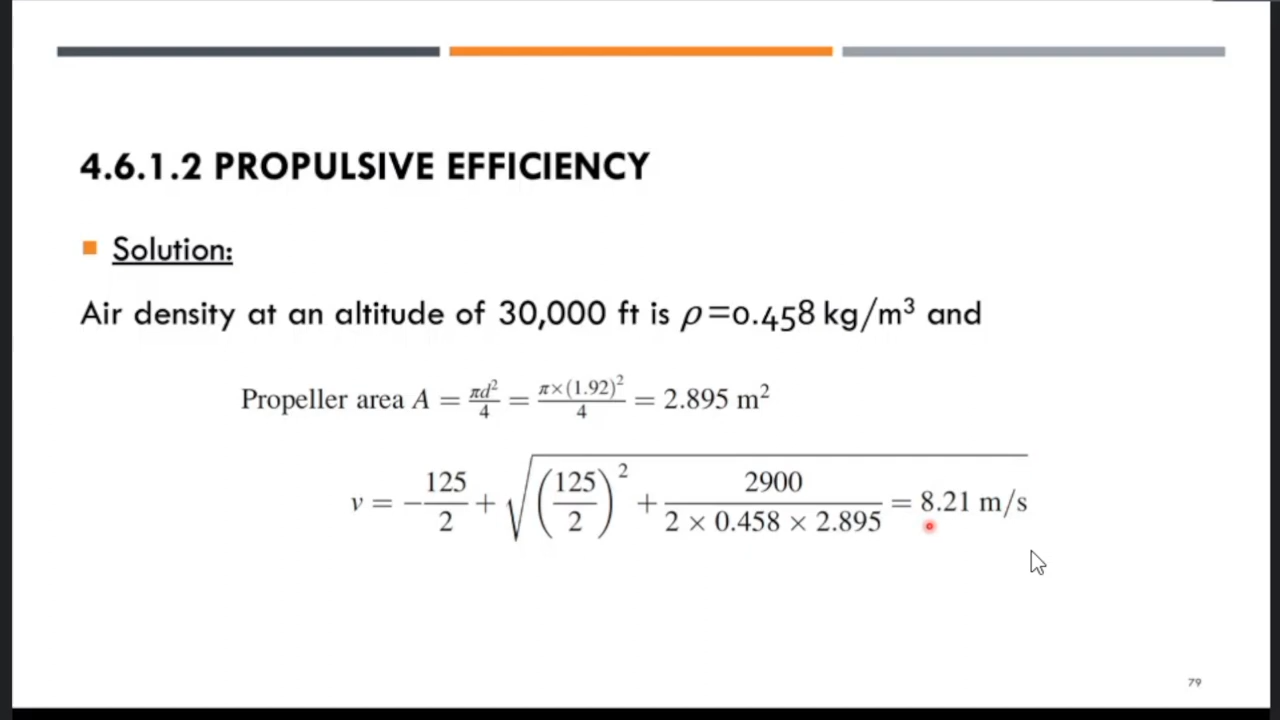 4.6.1.2 PROPULSIVE EFFICIENCY
Solution:
Air density at an altitude of 30,000 ft is ρ=0.458 kg/m³ and
Propeller area A = πd²/4 = π×(1.92)²/4 = 2.895 m²
v = −125/2 + √((125/2)² + 2900/(2 × 0.458 × 2.895)) = 8.21 m/s
79